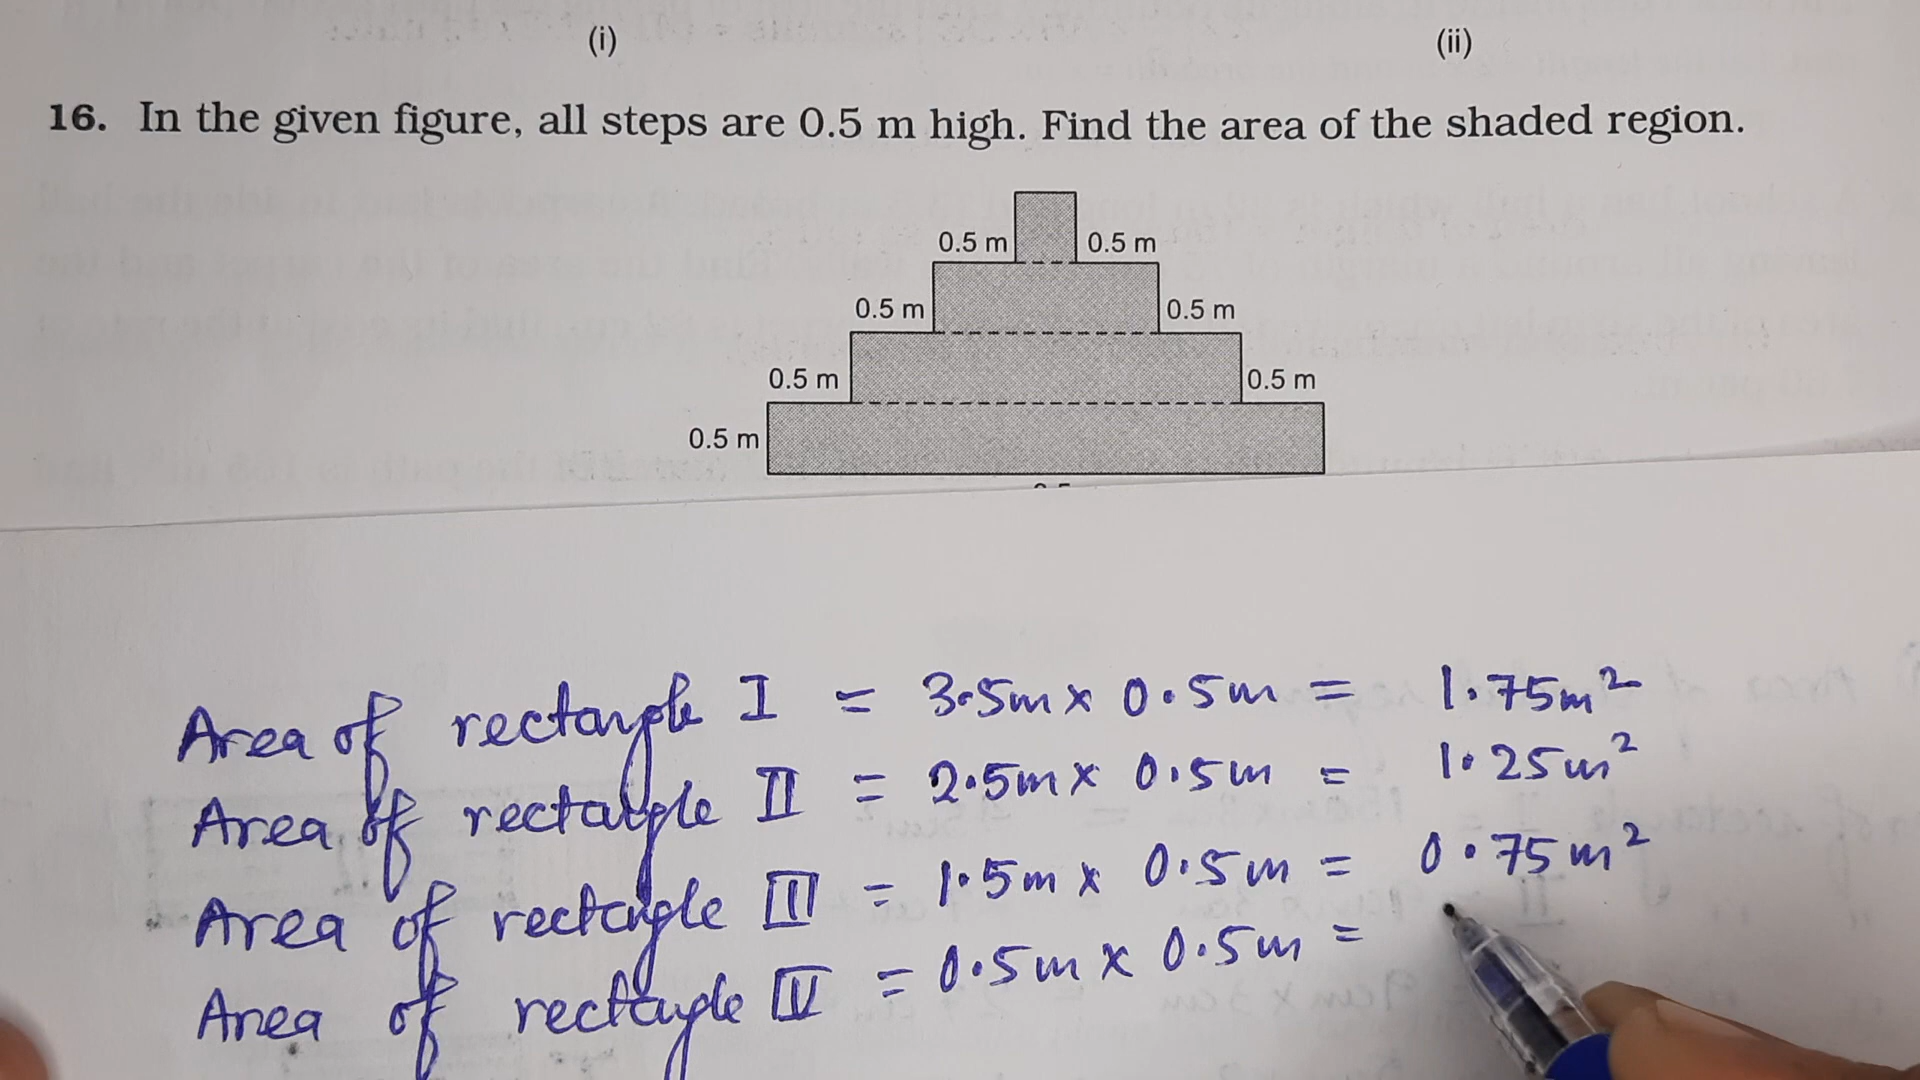 (i) (ii)
16. In the given figure, all steps are 0.5 m high. Find the area of the shaded region.
0.5 m 0.5 m
0.5 m 0.5 m
0.5 m 0.5 m
0.5 m
Area of rectangle I = 3.5m x 0.5m = 1.75m²
Area of rectangle II = 2.5m x 0.5m = 1.25m²
Area of rectangle III = 1.5m x 0.5m = 0.75m²
Area of rectangle IV = 0.5m x 0.5m =